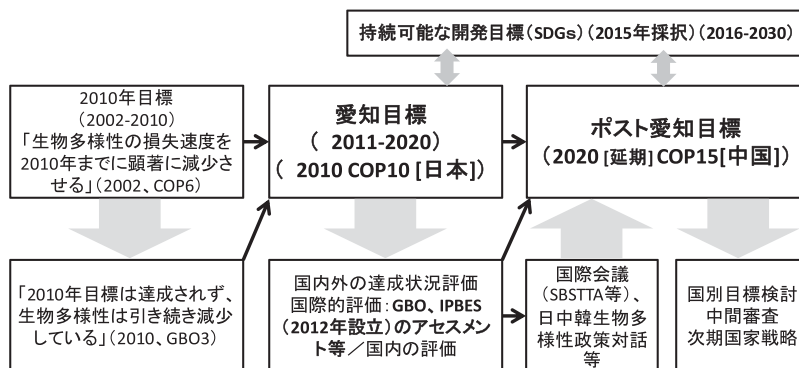 持続可能な開発目標(SDGs)(2015年採択)(2016-2030)
2010年目標
(2002-2010)
「生物多様性の損失速度を
2010年までに顕著に減少さ
せる」(2002、COP6)
愛知目標
( 2011-2020)
( 2010 COP10 [日本])
ポスト愛知目標
(2020 [延期] COP15[中国])
「2010年目標は達成されず、
生物多様性は引き続き減少
している」(2010、GBO3)
国内外の達成状況評価
国際的評価:GBO、IPBES
(2012年設立)のアセスメン
ト等/国内の評価
国際会議
(SBSTTA等)、
日中韓生物多
様性政策対話
等
国別目標検討
中間審査
次期国家戦略